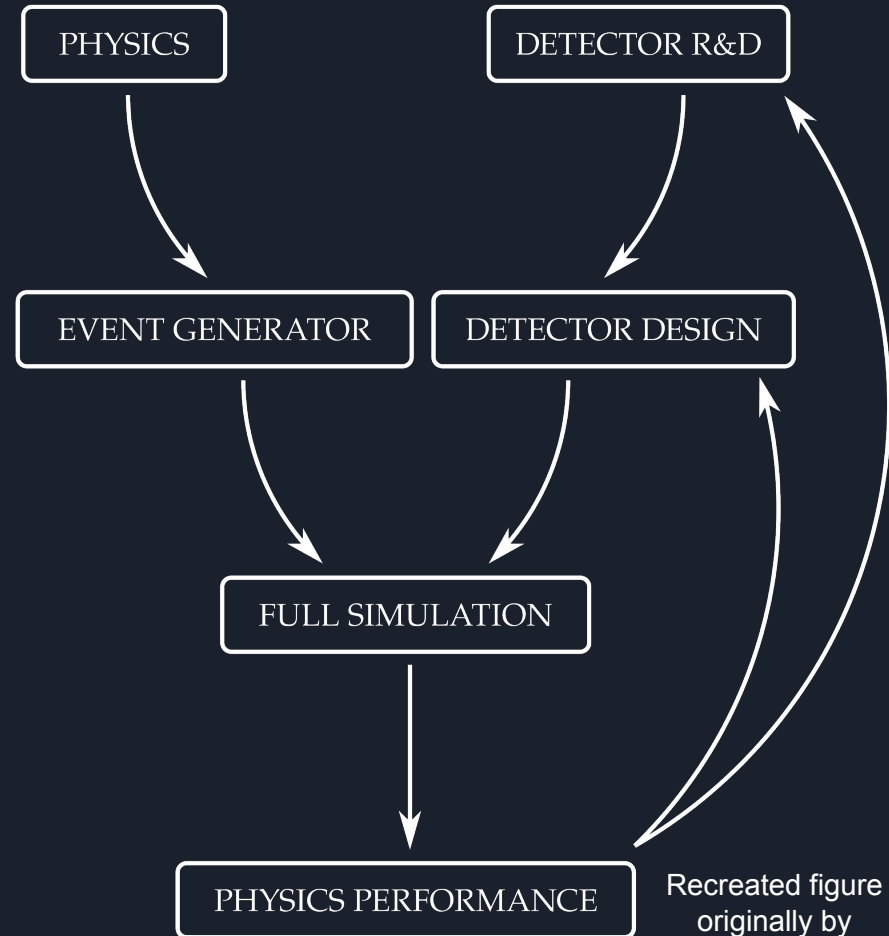 PHYSICS
DETECTOR R&D
EVENT GENERATOR
DETECTOR DESIGN
FULL SIMULATION
PHYSICS PERFORMANCE
Recreated figure
originally by